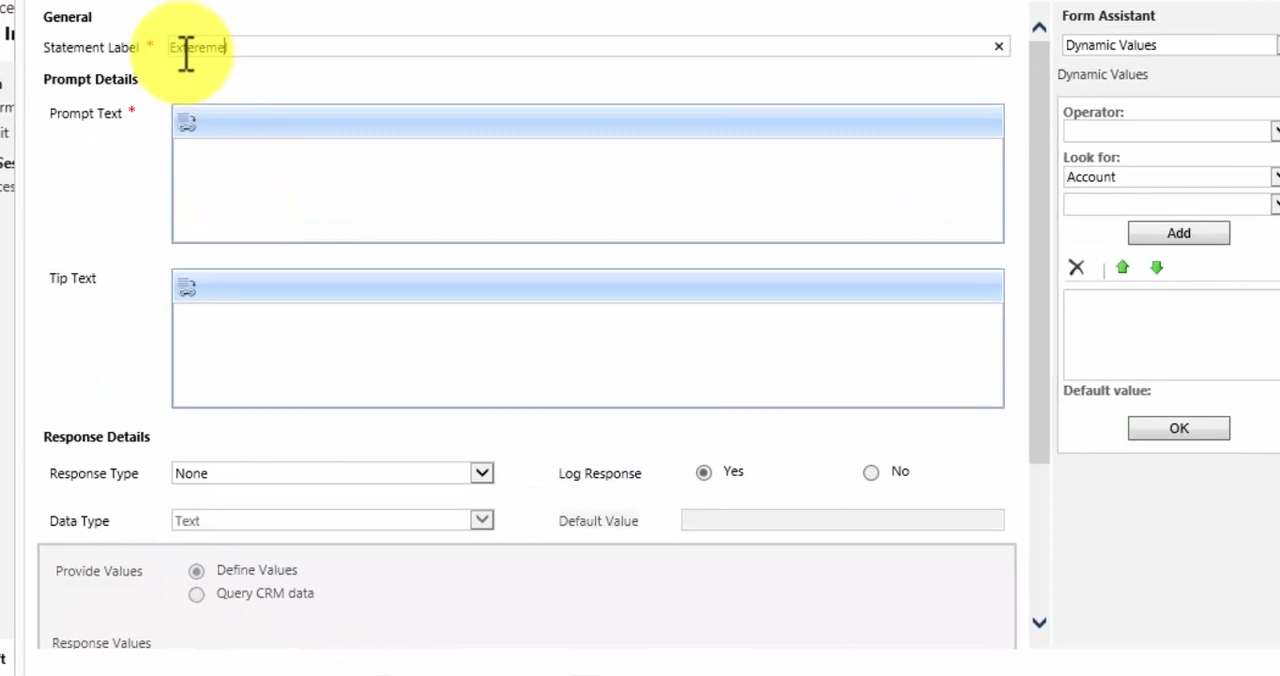 General
Statement Label *
Extereme
Prompt Details
Prompt Text *
Tip Text
Response Details
Response Type
None
Log Response
Yes
No
Data Type
Text
Default Value
Provide Values
Define Values
Query CRM data
Response Values
Form Assistant
Dynamic Values
Dynamic Values
Operator:
Look for:
Account
Add
Default value:
OK